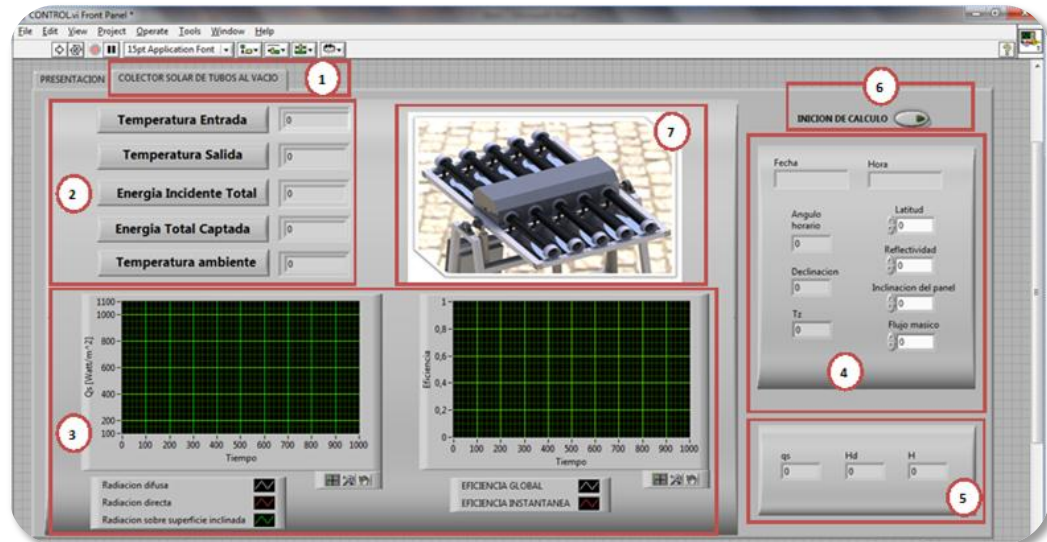 CONTROL.vi Front Panel *
File Edit View Project Operate Tools Window Help
15pt Application Font
PRESENTACION COLECTOR SOLAR DE TUBOS AL VACIO 1
6
INICION DE CALCULO
2
Temperatura Entrada 0
Temperatura Salida 0
Energia Incidente Total 0
Energia Total Captada 0
Temperatura ambiente 0
7
4
Fecha Hora
Angulo
horario
0
Latitud
0
Reflectividad
0
Declinacion
0
Inclinacion del panel
0
Tz
0
Flujo masico
0
3
Qs [Watt/m^2]
1100
1000
800
600
400
200
100
0 100 200 300 400 500 600 700 800 900 1000
Tiempo
Radiacion difusa
Radiacion directa
Radiacion sobre superficie inclinada
Eficiencia
1
0,8
0,6
0,4
0,2
0
0 100 200 300 400 500 600 700 800 900 1000
Tiempo
EFICIENCIA GLOBAL
EFICIENCIA INSTANTANEA
5
qs Hd H
0 0 0